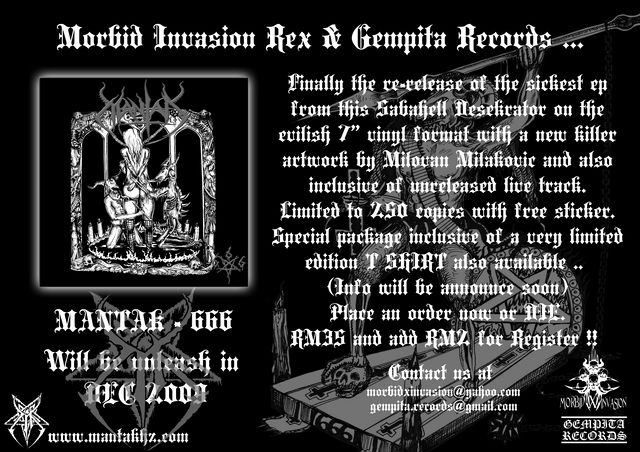 Morbid Invasion Rex & Gempita Records ...
MANTAK
Finally the re-release of the sickest ep
from this Sabahell Desekrator on the
evilish 7" vinyl format with a new killer
artwork by Milovan Milakovic and also
inclusive of unreleased live track.
Limited to 250 copies with free sticker.
Special package inclusive of a very limited
edition T SHIRT also available ..
(Info will be announce soon)
Place an order now or DIE.
RM35 and add RM2 for Register !!
Contact us at
morbidxinvasion@yahoo.com
gempita.records@gmail.com
MANTAK - 666
Will be unleash in
DEC
www.mantakhz.com
MORBID INVASION
GEMPITA
RECORDS
666